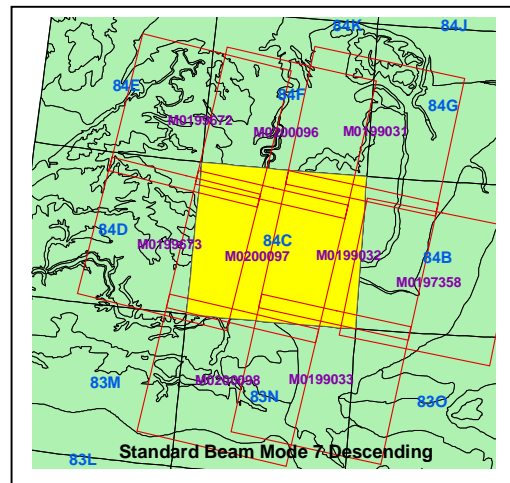 84K
84J
84E
84F
84G
M0199672
M0200096
M0199031
84D
84C
84B
M0199673
M0200097
M0199032
M0197358
83M
M0200098
83N
M0199033
83O
Standard Beam Mode 7 Descending
83L